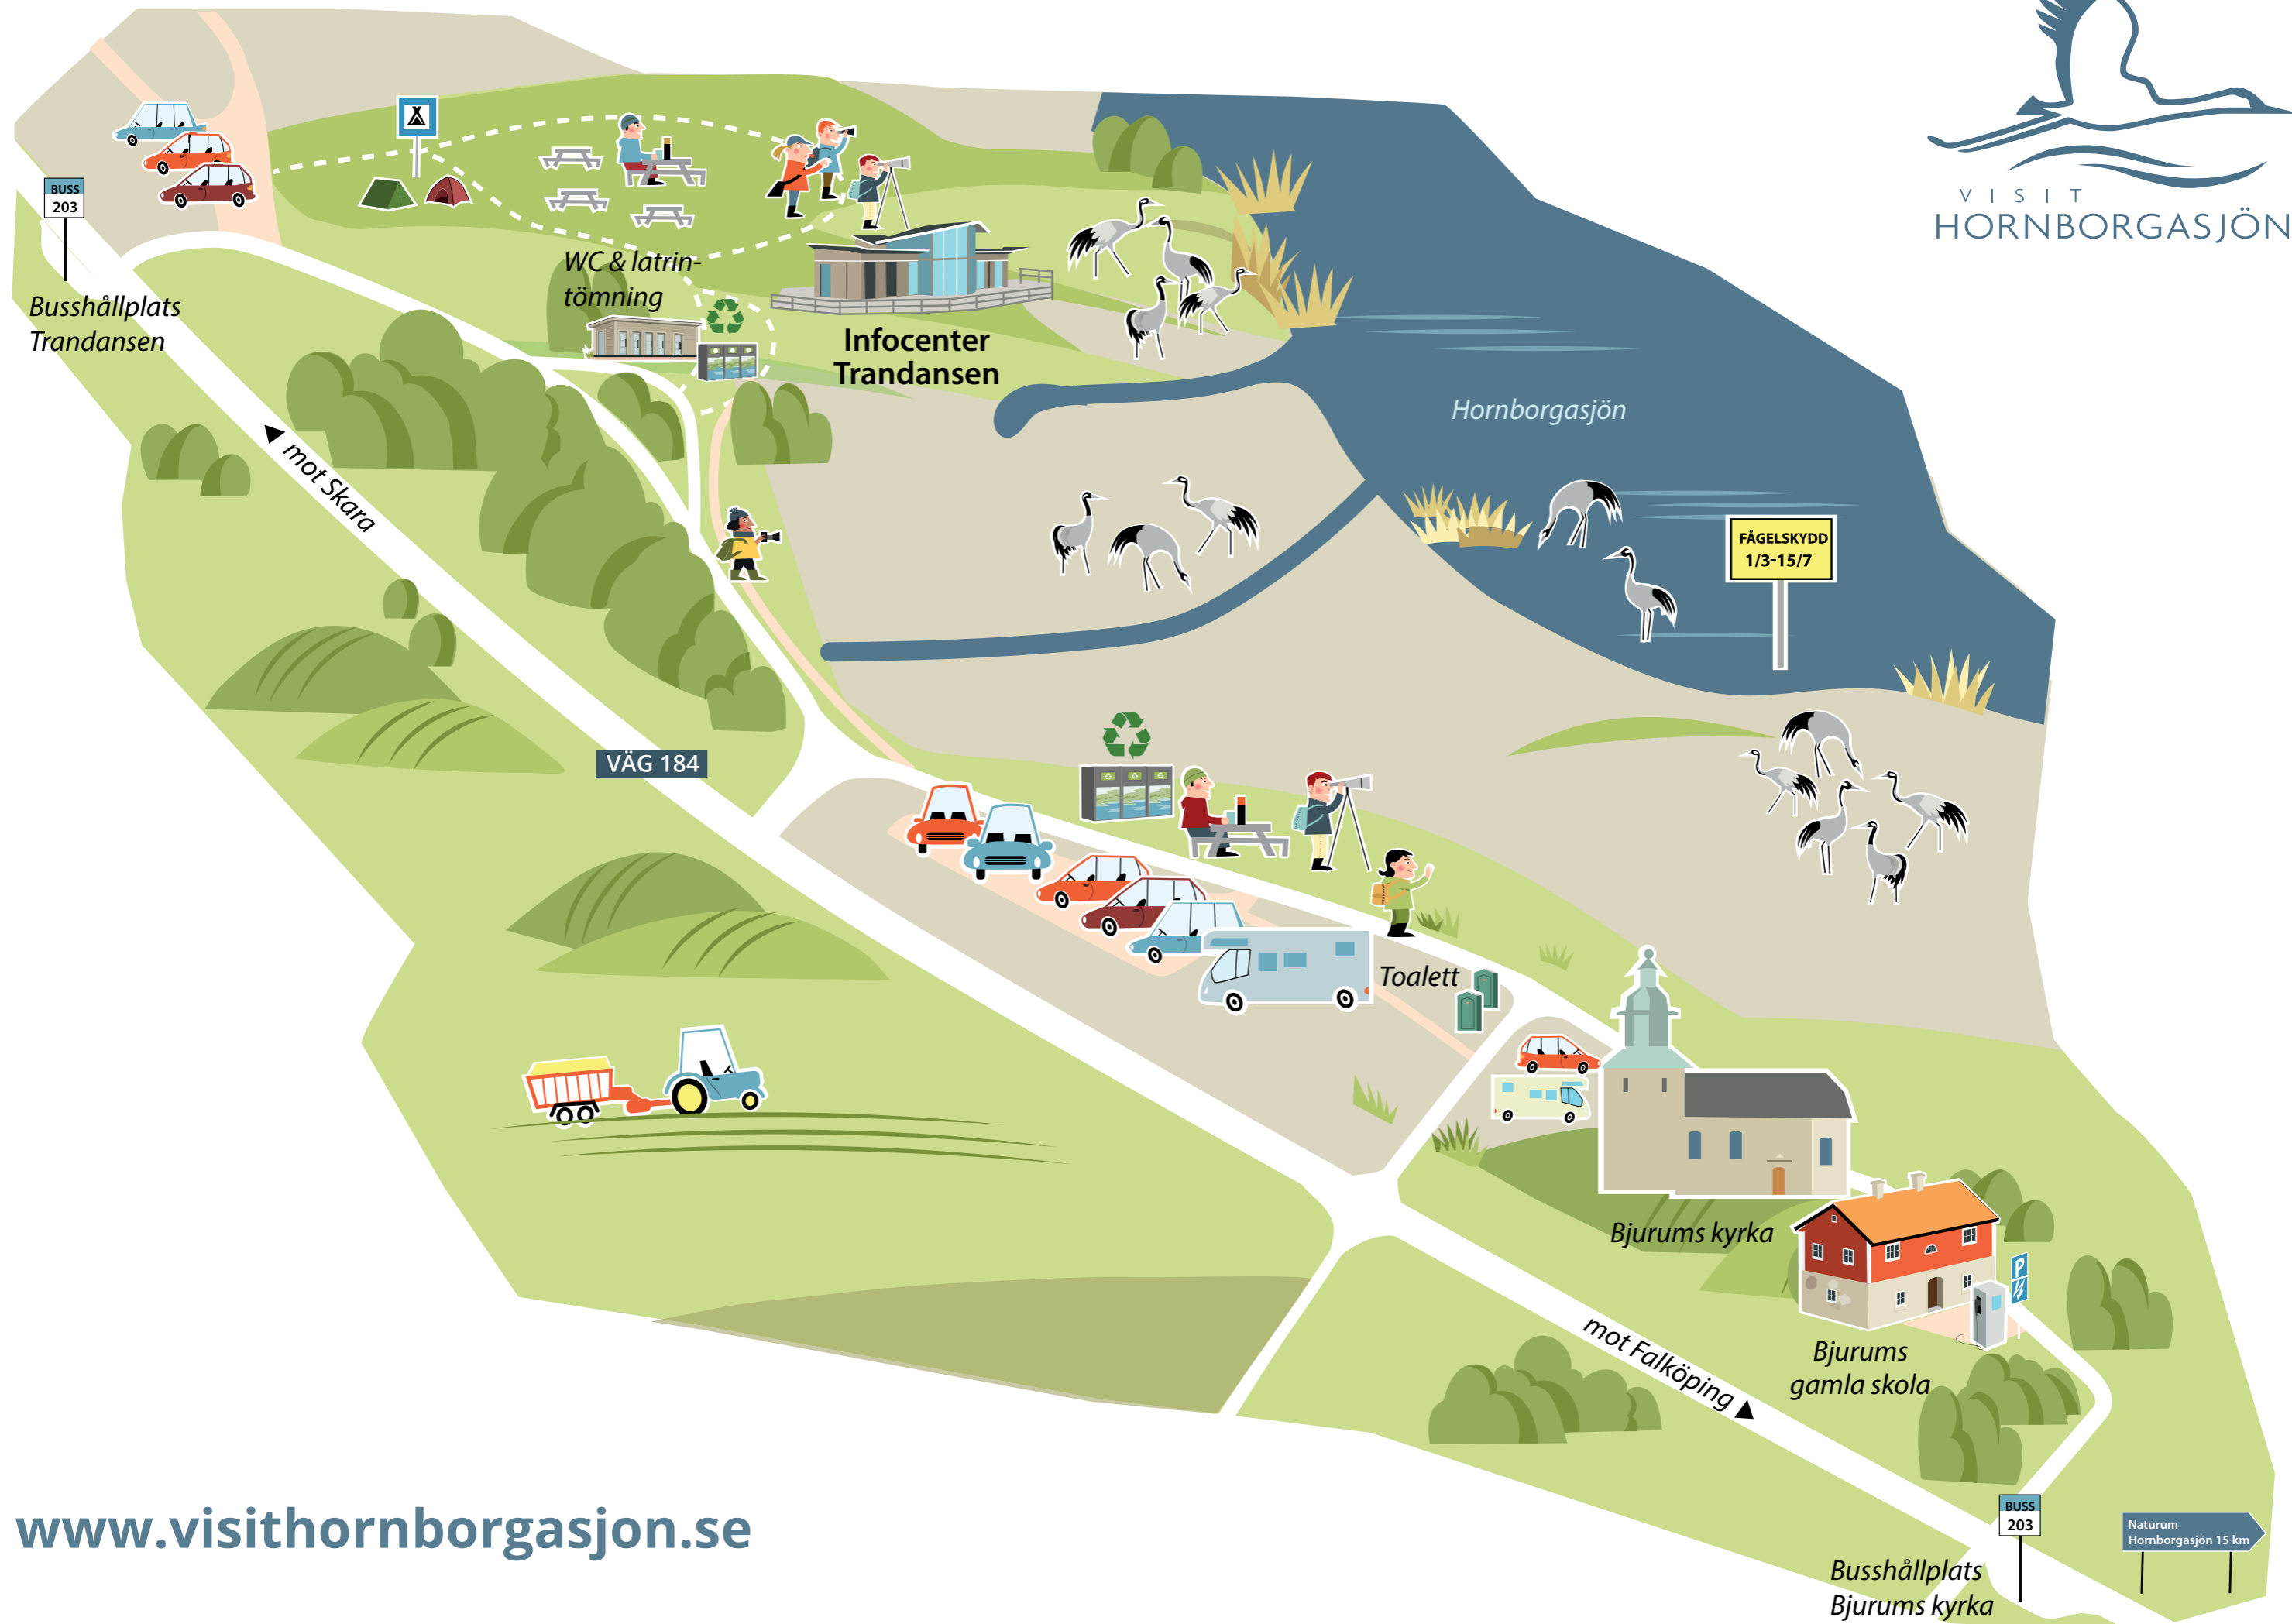 VISIT
HORNBORGASJÖN
BUSS
203
Busshållplats
Trandansen
WC & latrin-
tömning
Infocenter
Trandansen
Hornborgasjön
mot Skara
FÅGELSKYDD
1/3-15/7
VÄG 184
Toalett
Bjurums kyrka
P
Bjurums
gamla skola
mot Falköping
www.visithornborgasjon.se
BUSS
203
Naturum
Hornborgasjön 15 km
Busshållplats
Bjurums kyrka